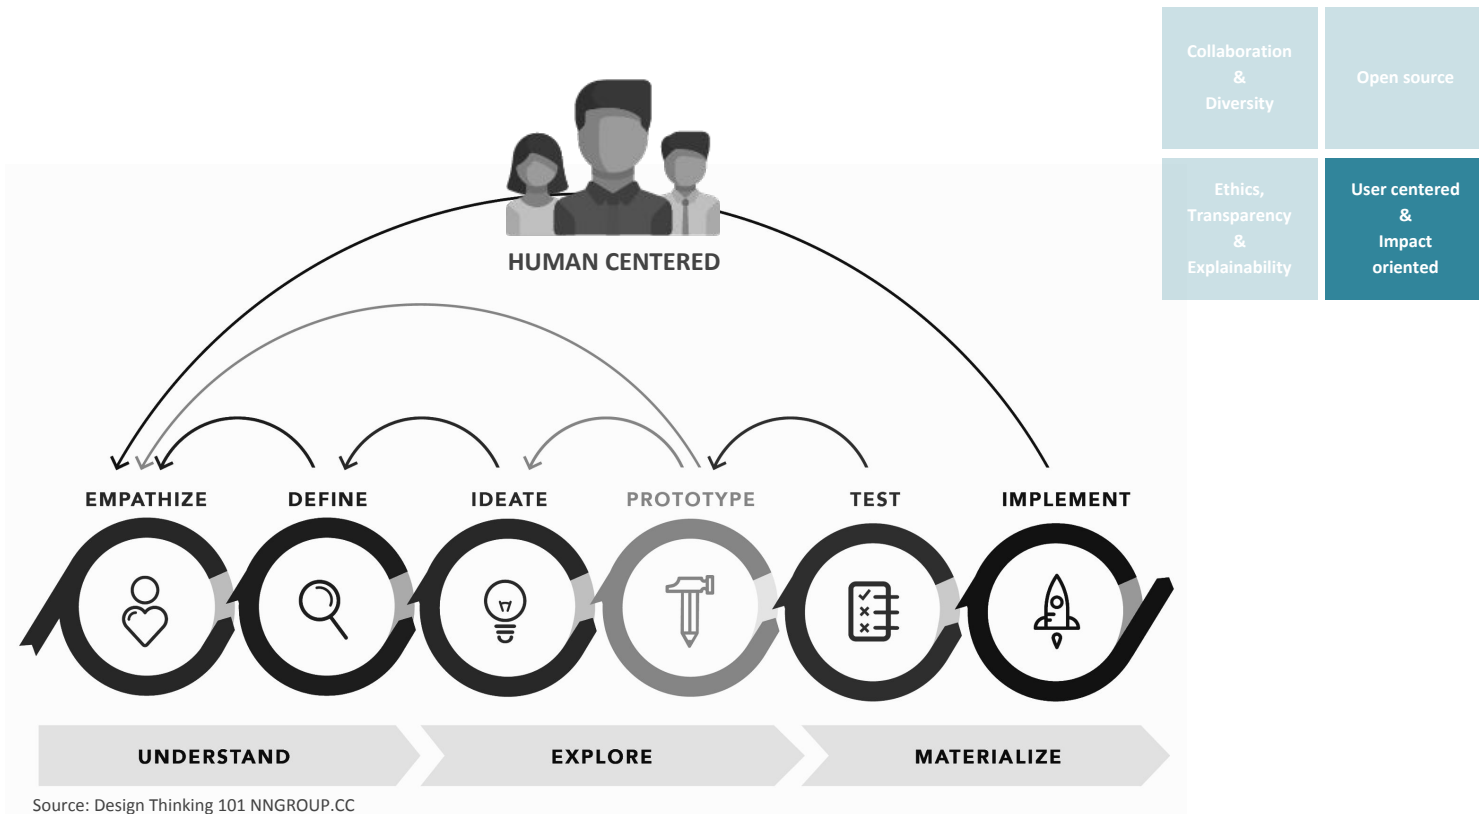 Collaboration
&
Diversity
Open source
Ethics,
Transparency
&
Explainability
User centered
&
Impact
oriented
HUMAN CENTERED
EMPATHIZE
DEFINE
IDEATE
PROTOTYPE
TEST
IMPLEMENT
UNDERSTAND
EXPLORE
MATERIALIZE
Source: Design Thinking 101 NNGROUP.CC